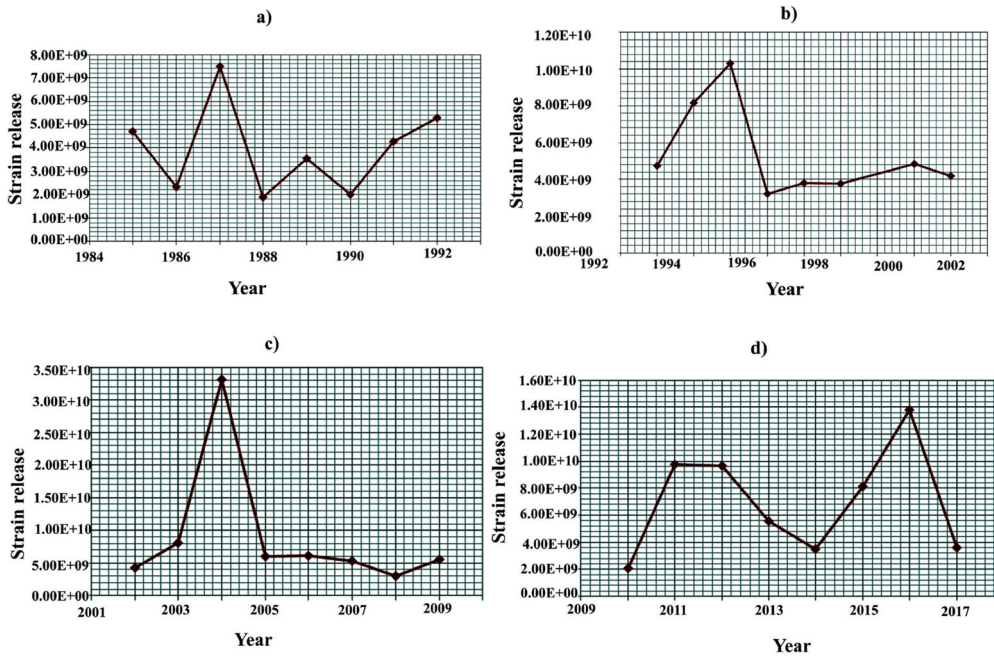 a)
8.00E+09
7.00E+09
6.00E+09
5.00E+09
4.00E+09
3.00E+09
2.00E+09
1.00E+09
0.00E+00
Strain release
1984 1986 1987 1988 1990 1992
Year
b)
1.20E+10
1.00E+10
8.00E+09
6.00E+09
4.00E+09
2.00E+09
0.00E+00
Strain release
1992 1994 1996 1998 2000 2002
Year
c)
3.50E+10
3.00E+10
2.50E+10
2.00E+10
1.50E+10
1.00E+10
5.00E+09
0.00E+00
Strain release
2001 2003 2005 2007 2009
Year
d)
1.60E+10
1.40E+10
1.20E+10
1.00E+10
8.00E+09
6.00E+09
4.00E+09
2.00E+09
0.00E+00
Strain release
2009 2011 2013 2015 2017
Year